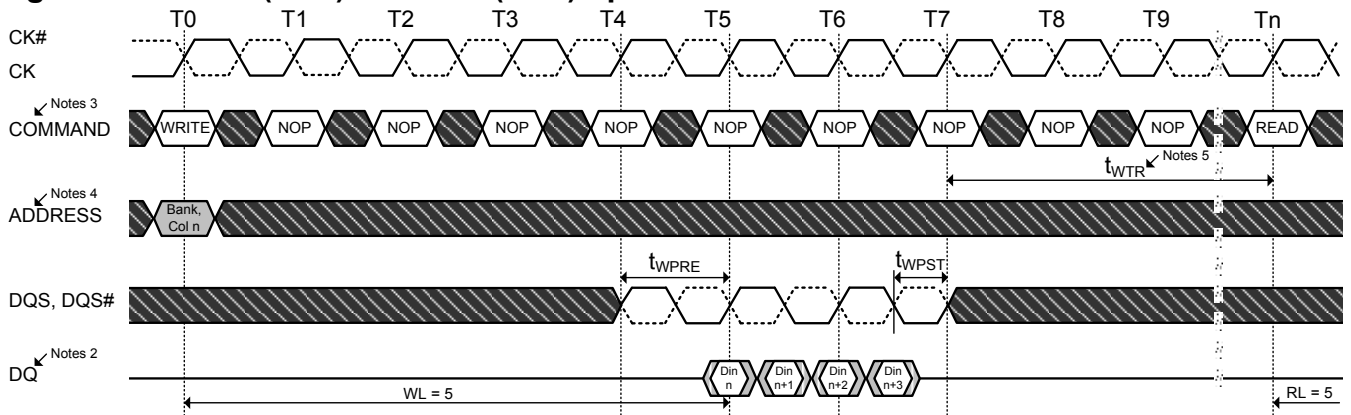 T0 T1 T2 T3 T4 T5 T6 T7 T8 T9 Tn
CK#
CK
Notes 3
COMMAND WRITE NOP NOP NOP NOP NOP NOP NOP NOP NOP READ
tWTR Notes 5
Notes 4
ADDRESS Bank,
Col n
tWPRE tWPST
DQS, DQS#
Notes 2
DQ Din
n Din
n+1 Din
n+2 Din
n+3
WL = 5 RL = 5